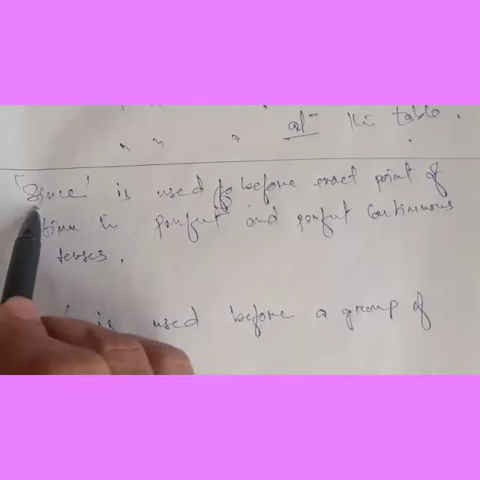 at the table.
'Since' is used to before exact point of
time in perfect and perfect continuous
tenses.
' is used before a group of